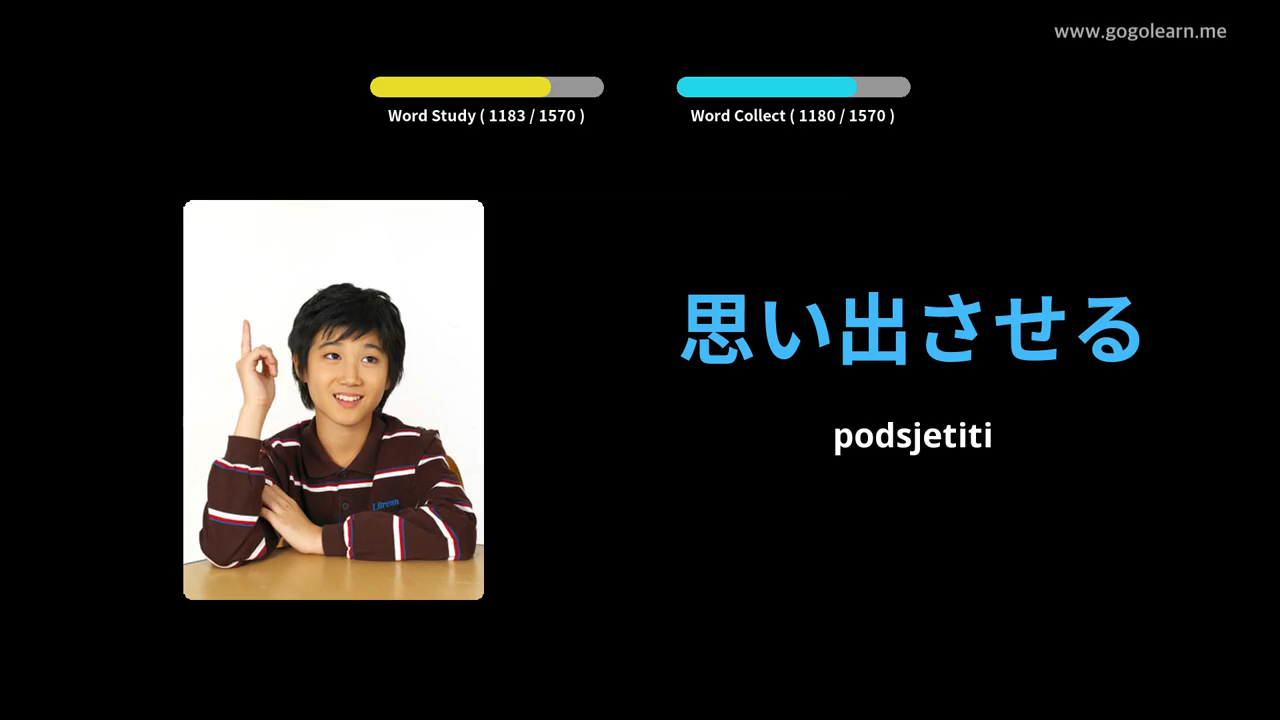 www.gogolearn.me
Word Study ( 1183 / 1570 )
Word Collect ( 1180 / 1570 )
思い出させる
podsjetiti